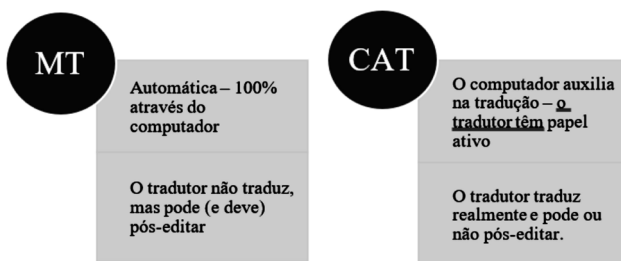 MT
Automática – 100%
através do
computador
O tradutor não traduz,
mas pode (e deve)
pós-editar
CAT
O computador auxilia
na tradução – o
tradutor têm papel
ativo
O tradutor traduz
realmente e pode ou
não pós-editar.